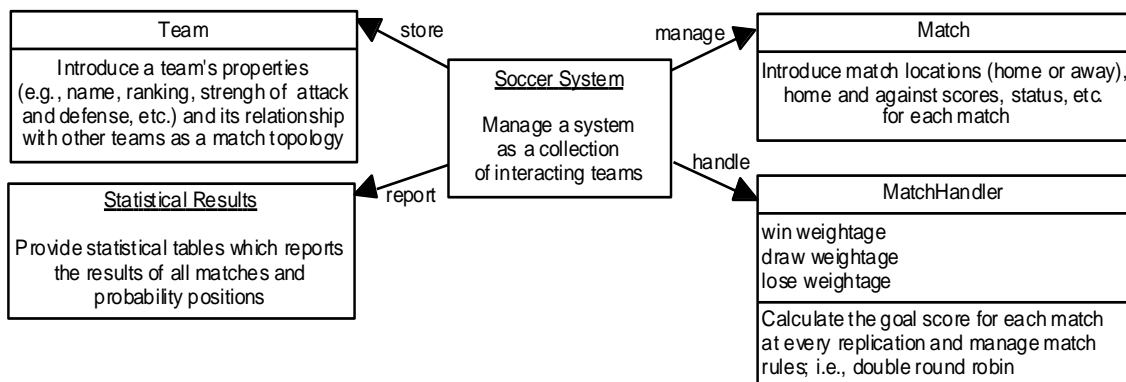 Team
Introduce a team's properties
(e.g., name, ranking, strengh of attack
and defense, etc.) and its relationship
with other teams as a match topology
store
manage
Soccer System
Manage a system
as a collection
of interacting teams
Match
Introduce match locations (home or away),
home and against scores, status, etc.
for each match
report
handle
Statistical Results
Provide statistical tables which reports
the results of all matches and
probability positions
MatchHandler
win weightage
draw weightage
lose weightage
Calculate the goal score for each match
at every replication and manage match
rules; i.e., double round robin